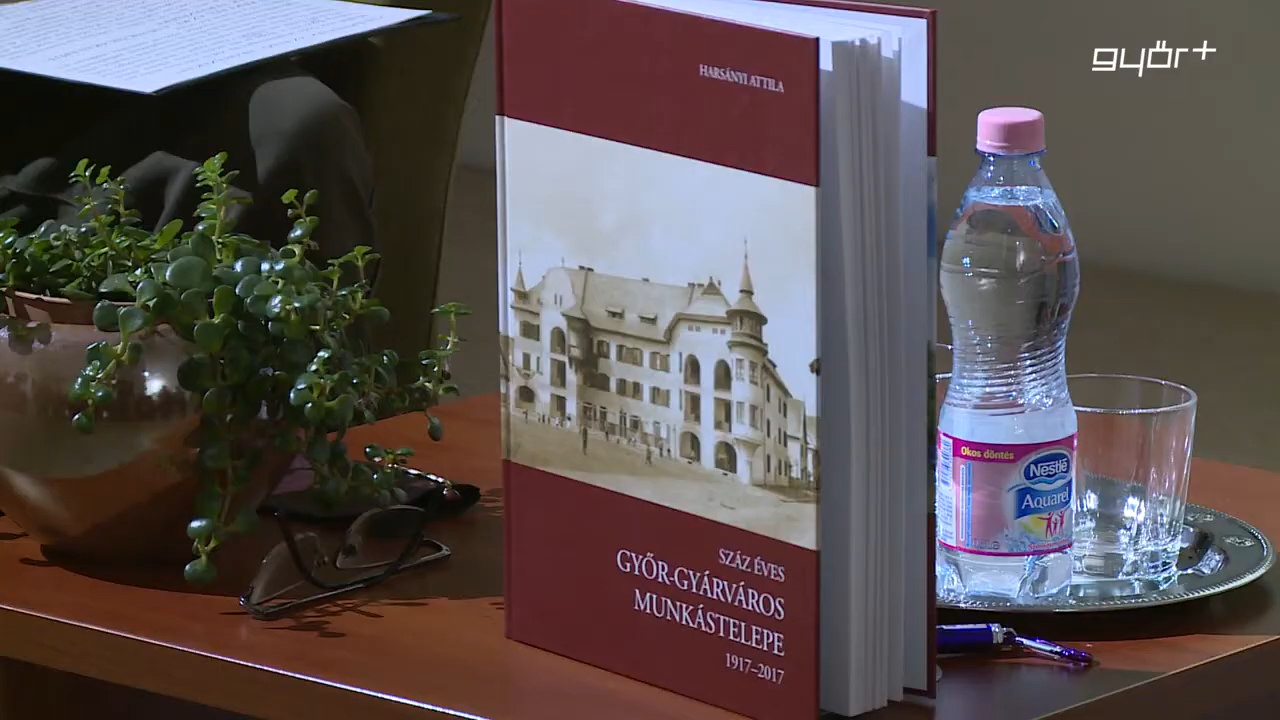 győr+
HARSÁNYI ATTILA
SZÁZ ÉVES
GYŐR-GYÁRVÁROS
MUNKÁSTELEPE
1917–2017
Okos döntés
Nestlé
Aquarel